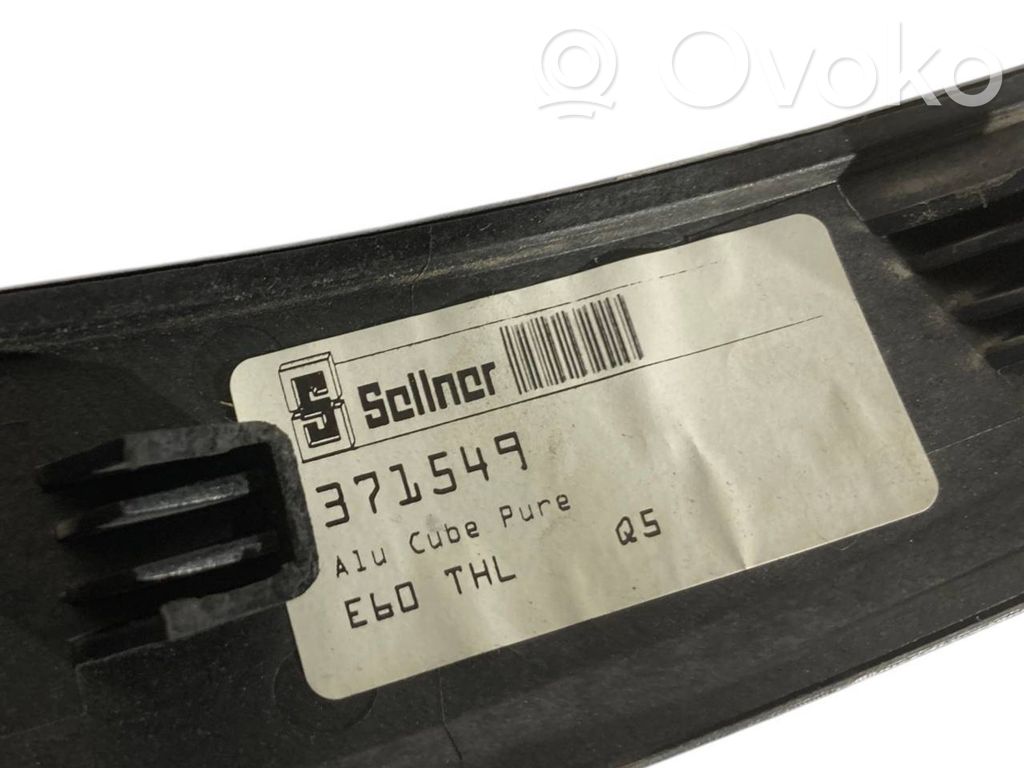 Ovoko
Sellner
371549
Alu Cube Pure
E60 THL Q5